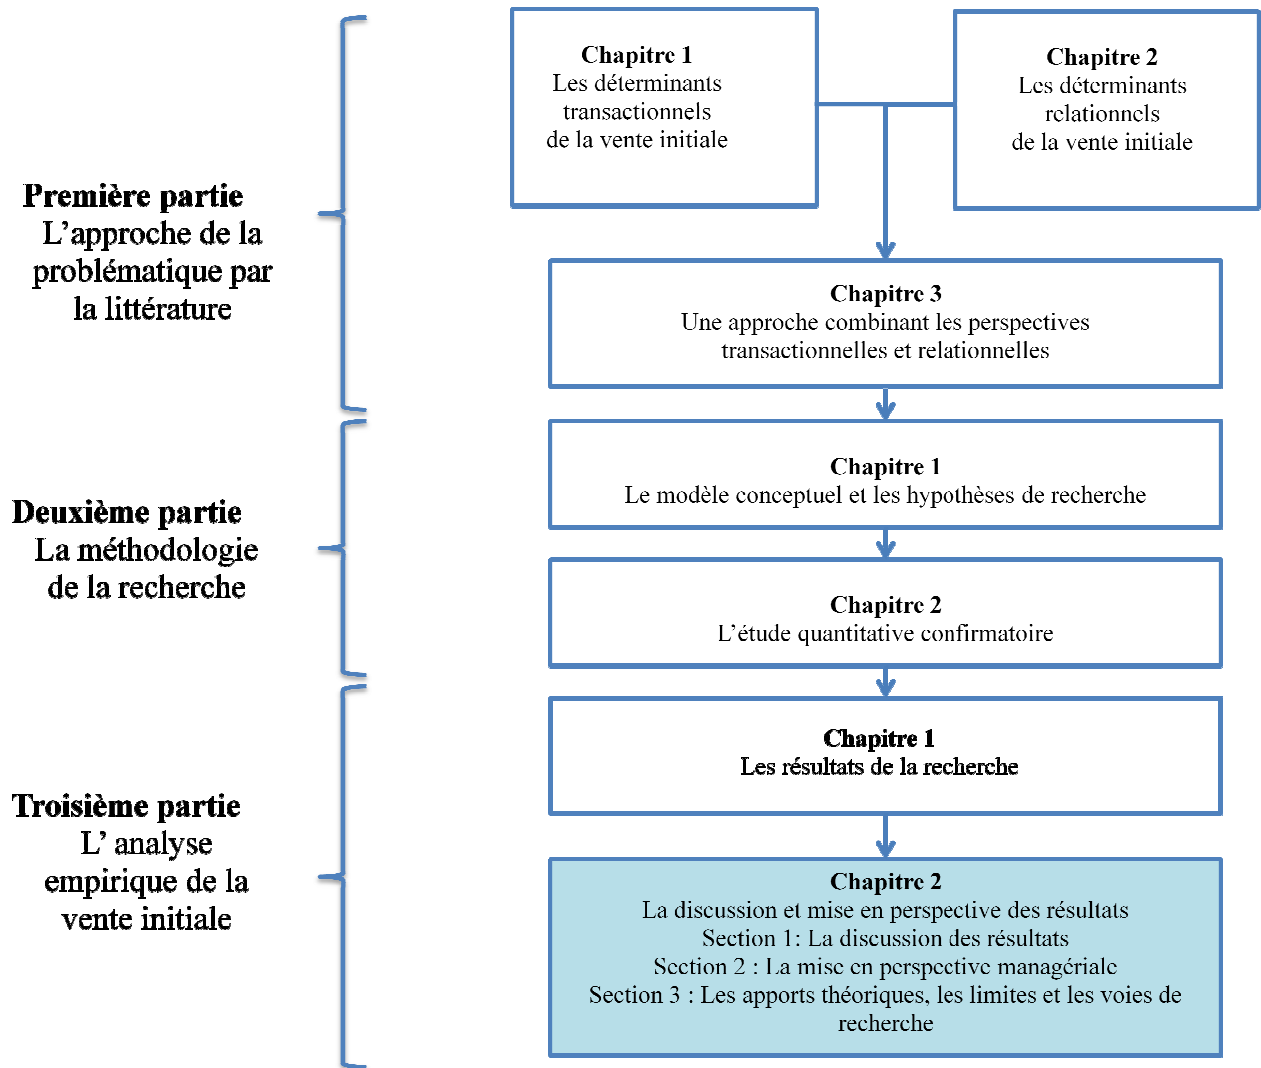 Première partie
L’approche de la
problématique par
la littérature
Chapitre 1
Les déterminants
transactionnels
de la vente initiale
Chapitre 2
Les déterminants
relationnels
de la vente initiale
Chapitre 3
Une approche combinant les perspectives
transactionnelles et relationnelles
Deuxième partie
La méthodologie
de la recherche
Chapitre 1
Le modèle conceptuel et les hypothèses de recherche
Chapitre 2
L’étude quantitative confirmatoire
Troisième partie
L’ analyse
empirique de la
vente initiale
Chapitre 1
Les résultats de la recherche
Chapitre 2
La discussion et mise en perspective des résultats
Section 1: La discussion des résultats
Section 2 : La mise en perspective managériale
Section 3 : Les apports théoriques, les limites et les voies de
recherche